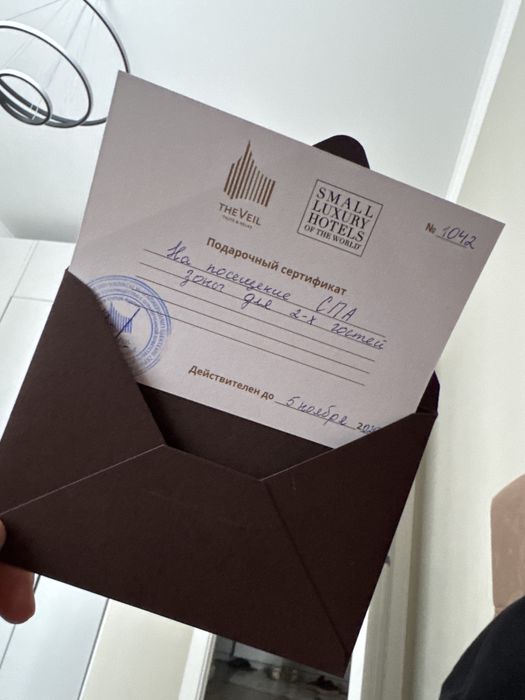 THE VEIL
SMALL
LUXURY
HOTELS
OF THE WORLD
№ 1042
Подарочный сертификат
На посещение СПА
зоны для 2-х гостей
Действителен до 5 ноября